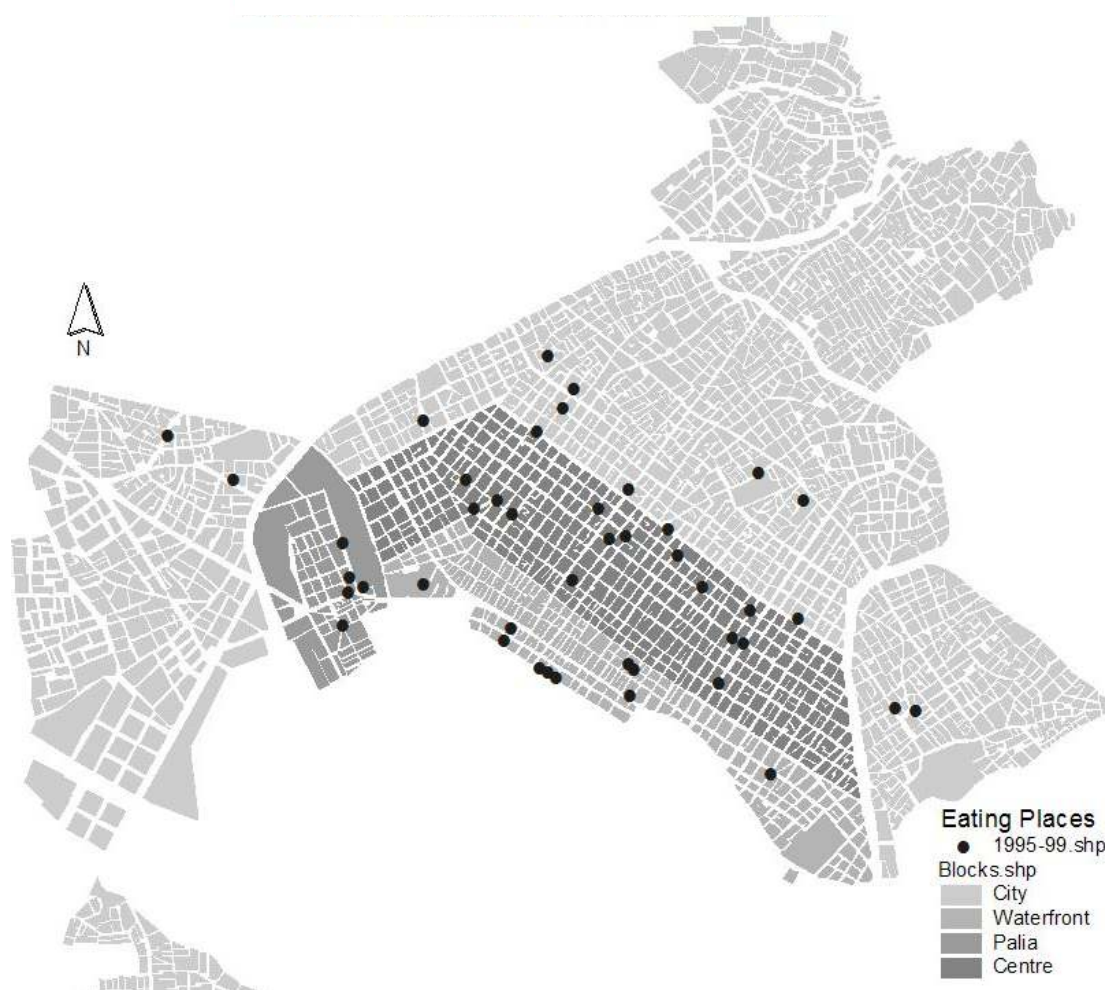 N
Eating Places
1995-99.shp
Blocks.shp
City
Waterfront
Palia
Centre